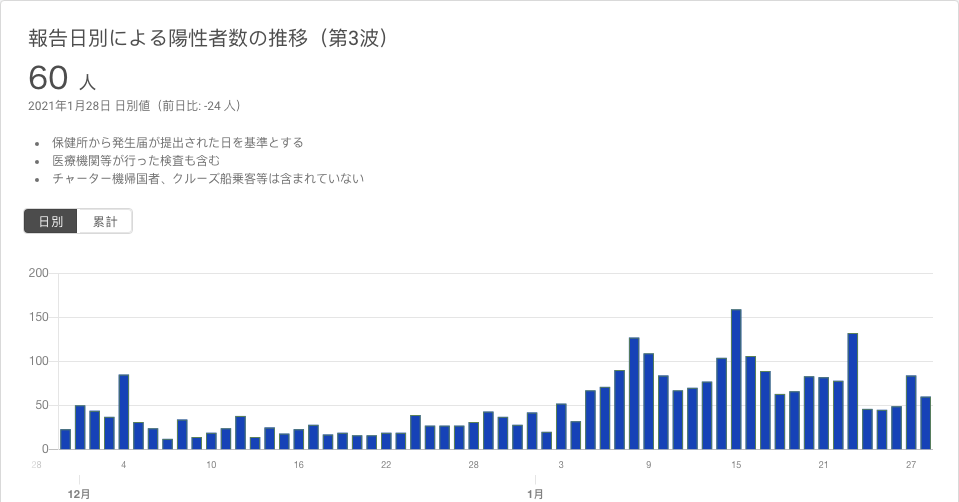 報告日別による陽性者数の推移（第3波）
60 人
2021年1月28日 日別値（前日比: -24 人）
保健所から発生届が提出された日を基準とする
医療機関等が行った検査も含む
チャーター機帰国者、クルーズ船乗客等は含まれていない
日別 累計
200
150
100
50
0
28 4 10 16 22 28 3 9 15 21 27
12月 1月